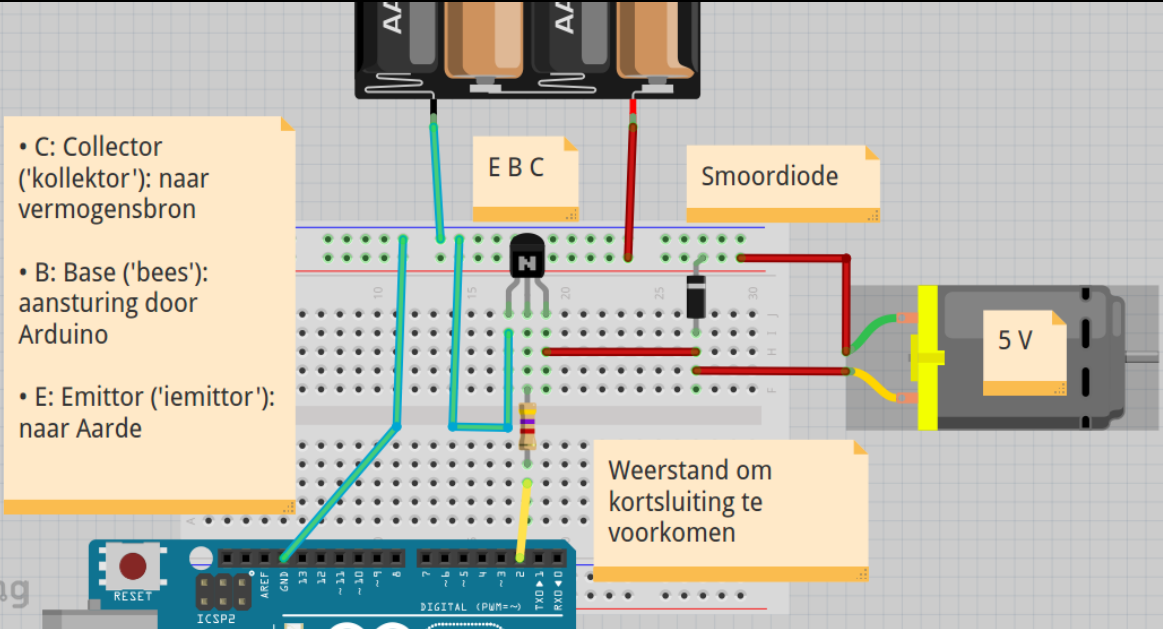 AA
AA
• C: Collector
('kollektor'): naar
vermogensbron
• B: Base ('bees'):
aansturing door
Arduino
• E: Emittor ('iemittor'):
naar Aarde
E B C
Smoordiode
N
10
15
20
25
30
J
I
H
F
5 V
Weerstand om
kortsluiting te
voorkomen
A
RESET
ICSP2
AREF
GND
13
12
~11
~10
~9
8
7
~6
~5
4
~3
2
TX0▶1
RX0◀0
DIGITAL (PWM=~)